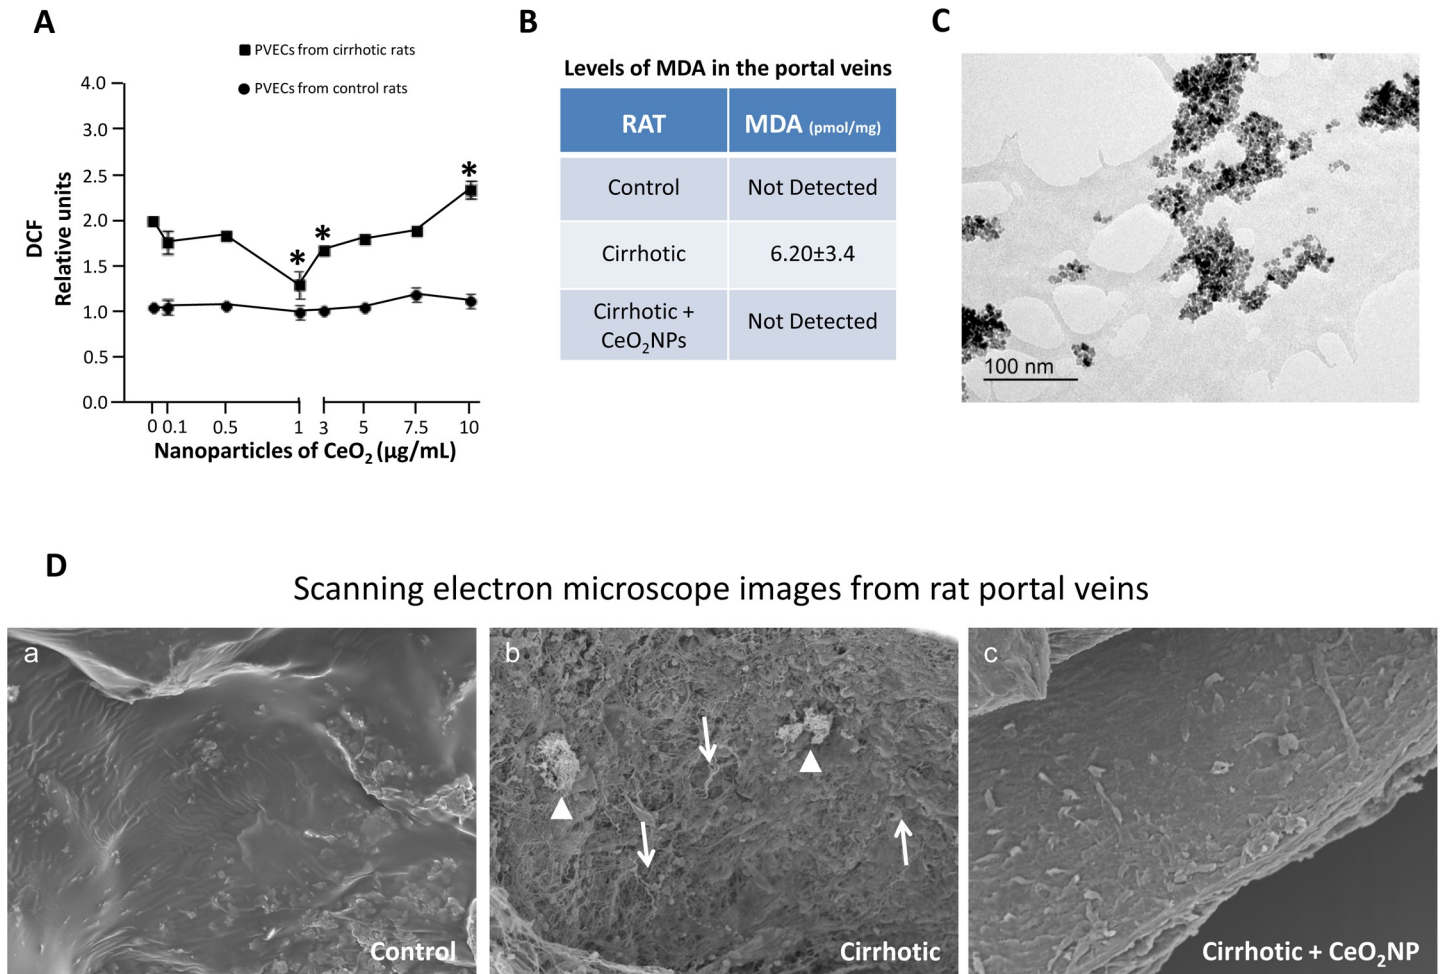 A
PVECs from cirrhotic rats
PVECs from control rats
4.0
3.0
2.5
2.0
1.5
1.0
0.5
0.0
DCF
Relative units
* * * *
0 0.1 0.5 1 3 5 7.5 10
Nanoparticles of CeO₂ (µg/mL)
B
Levels of MDA in the portal veins
RAT MDA (pmol/mg)
Control Not Detected
Cirrhotic 6.20±3.4
Cirrhotic +
CeO₂NPs Not Detected
C
100 nm
D
Scanning electron microscope images from rat portal veins
a
Control
b
Cirrhotic
c
Cirrhotic + CeO₂NP